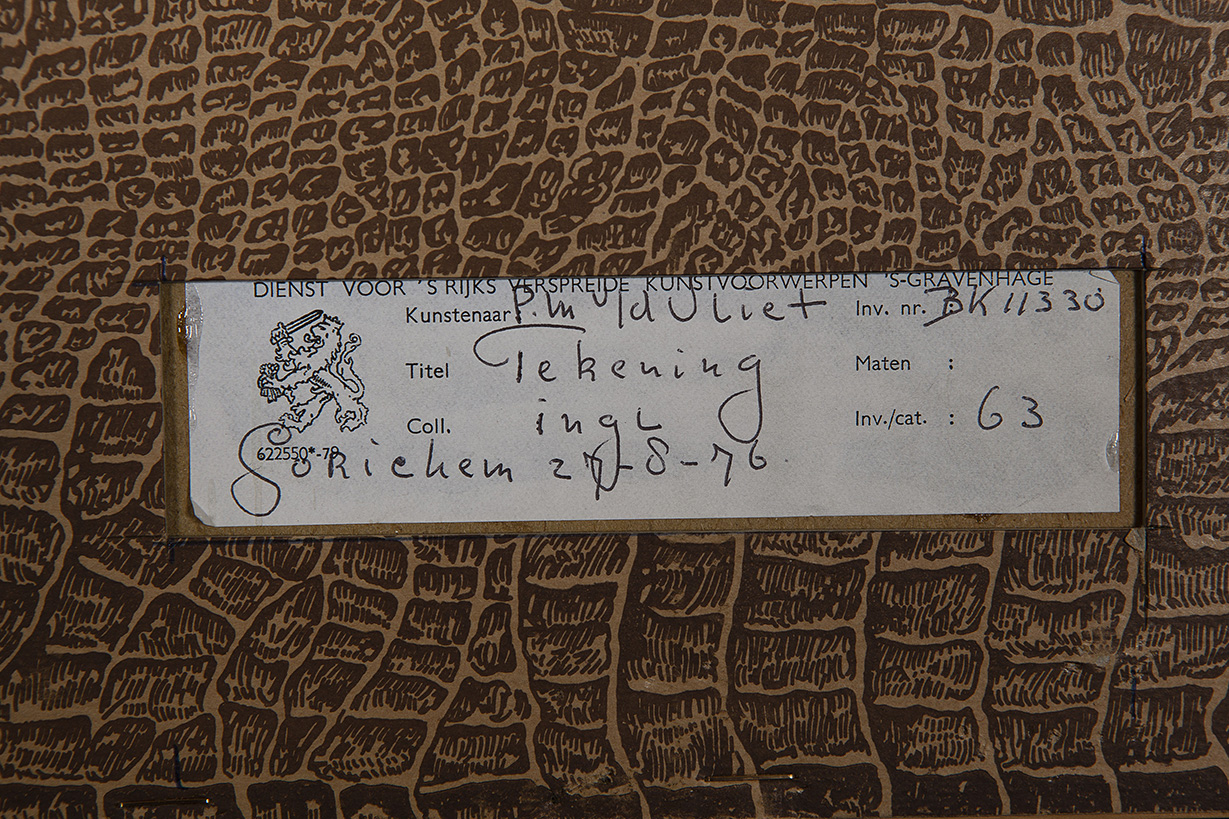 DIENST VOOR 'S RIJKS VERSPREIDE KUNSTVOORWERPEN 'S-GRAVENHAGE
Kunstenaar P.m v/d Vliet Inv. nr. BK 11330
Titel Tekening Maten :
Coll. ingl Inv./cat. : 63
622550*-78
Gorichem 27-8-76